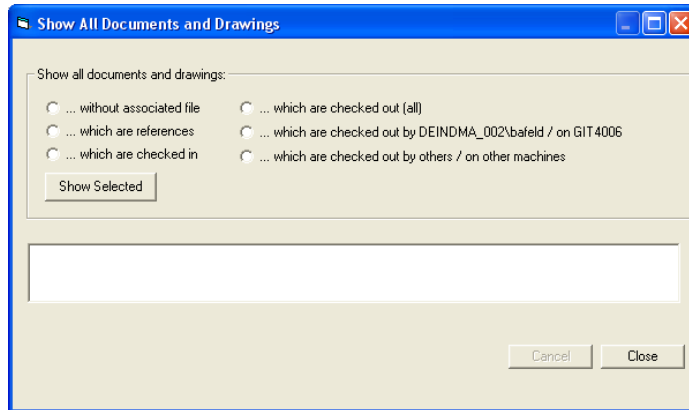 Show All Documents and Drawings
Show all documents and drawings:
... without associated file
... which are checked out (all)
... which are references
... which are checked out by DEINDMA_002\bafeld / on GIT4006
... which are checked in
... which are checked out by others / on other machines
Show Selected
Cancel
Close